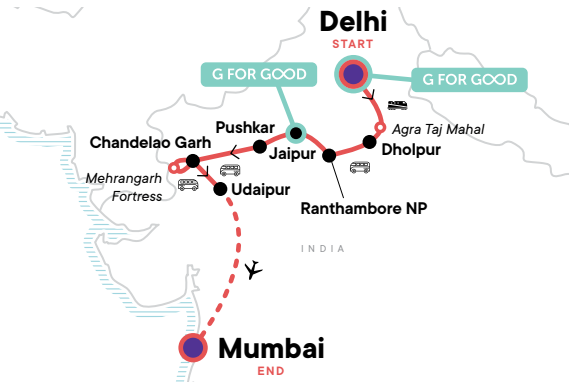 Delhi
START
G FOR GOOD
G FOR GOOD
Agra Taj Mahal
Pushkar
Chandelao Garh
Jaipur
Dholpur
Mehrangarh
Fortress
Udaipur
Ranthambore NP
INDIA
Mumbai
END